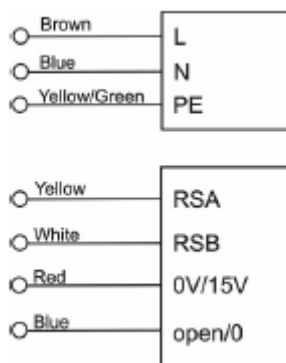 Brown L
Blue N
Yellow/Green PE
Yellow RSA
White RSB
Red 0V/15V
Blue open/0